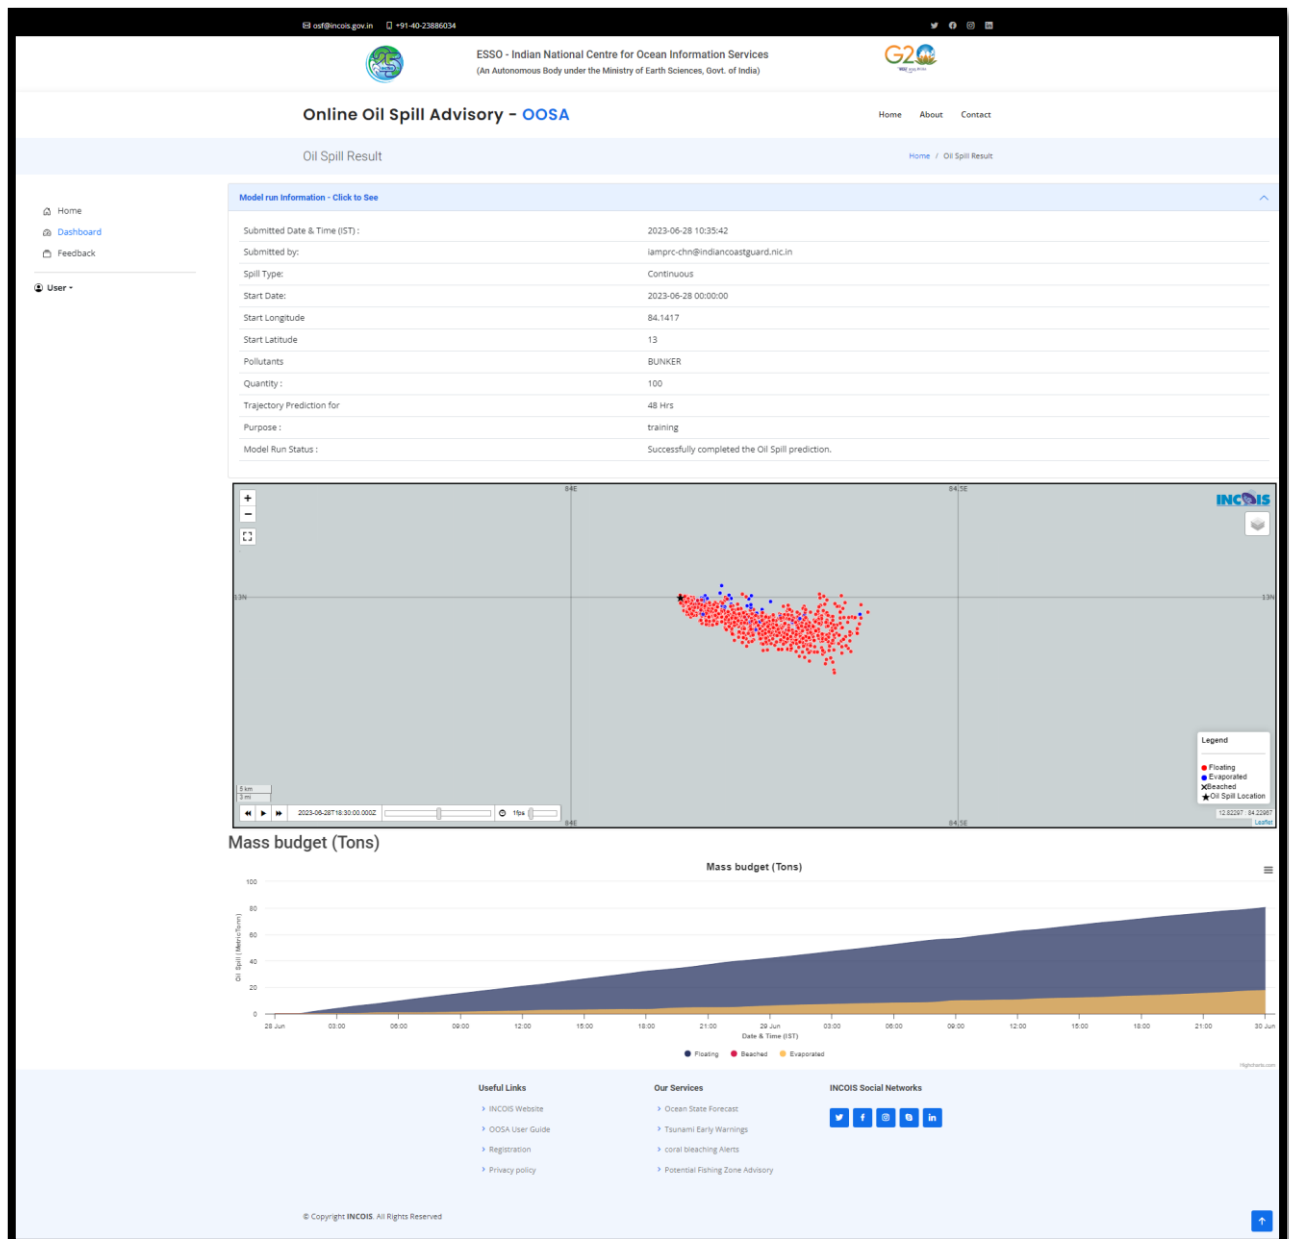 osf@incois.gov.in +91-40-23886034
ESSO - Indian National Centre for Ocean Information Services
(An Autonomous Body under the Ministry of Earth Sciences, Govt. of India)
G20
Online Oil Spill Advisory - OOSA
Home About Contact
Oil Spill Result
Home / Oil Spill Result
Home
Dashboard
Feedback
User
Model run Information - Click to See
Submitted Date & Time (IST) : 2023-06-28 10:35:42
Submitted by: iamprc-chn@indiancoastguard.nic.in
Spill Type: Continuous
Start Date: 2023-06-28 00:00:00
Start Longitude 84.1417
Start Latitude 13
Pollutants BUNKER
Quantity : 100
Trajectory Prediction for 48 Hrs
Purpose : training
Model Run Status : Successfully completed the Oil Spill prediction.
84E 84.5E
+
−
INCOIS
13N 13N
Legend
Floating
Evaporated
Beached
Oil Spill Location
5 km
3 mi
2023-06-28T18:30:00.000Z 1fps
12.82297 : 84.22967
84E 84.5E
Leaflet
Mass budget (Tons)
Mass budget (Tons)
Oil Spill (MetricTonn)
100
80
60
40
20
0
28 Jun 03:00 06:00 09:00 12:00 15:00 18:00 21:00 29 Jun 03:00 06:00 09:00 12:00 15:00 18:00 21:00 30 Jun
Date & Time (IST)
Floating Beached Evaporated
Highcharts.com
Useful Links
INCOIS Website
OOSA User Guide
Registration
Privacy policy
Our Services
Ocean State Forecast
Tsunami Early Warnings
coral bleaching Alerts
Potential Fishing Zone Advisory
INCOIS Social Networks
© Copyright INCOIS. All Rights Reserved